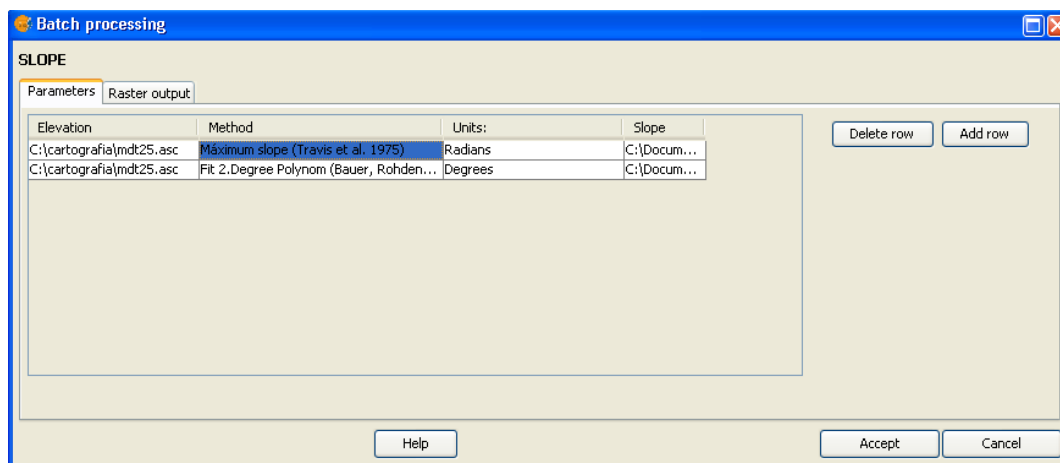 Batch processing
SLOPE
Parameters Raster output
Elevation Method Units: Slope
C:\cartografia\mdt25.asc Máximum slope (Travis et al. 1975) Radians C:\Docum...
C:\cartografia\mdt25.asc Fit 2.Degree Polynom (Bauer, Rohden... Degrees C:\Docum...
Delete row Add row
Help Accept Cancel